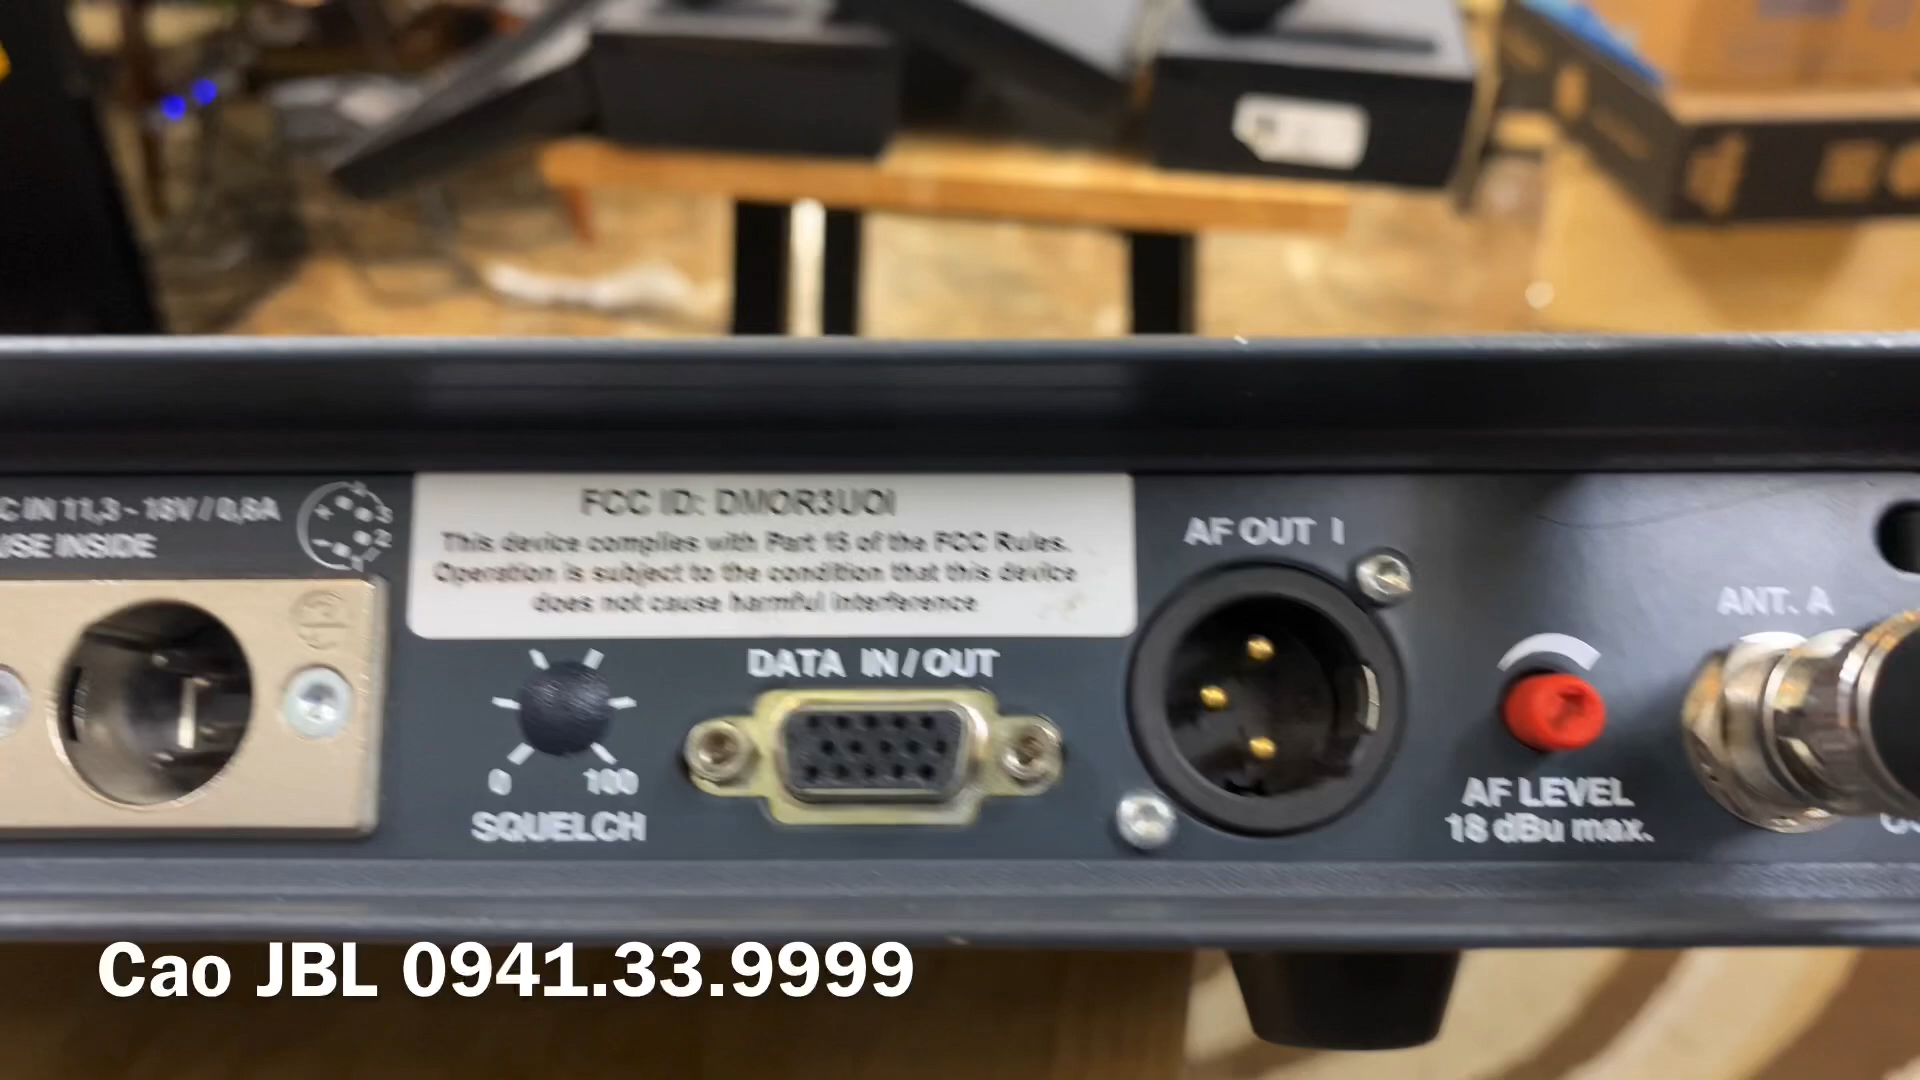 C IN 11,3 - 18V / 0,8A
USE INSIDE
FCC ID: DMOR3UOI
This device complies with Part 15 of the FCC Rules.
Operation is subject to the condition that this device
does not cause harmful interference
AF OUT I
ANT. A
DATA IN / OUT
0 100
SQUELCH
AF LEVEL
18 dBu max.
Cao JBL 0941.33.9999